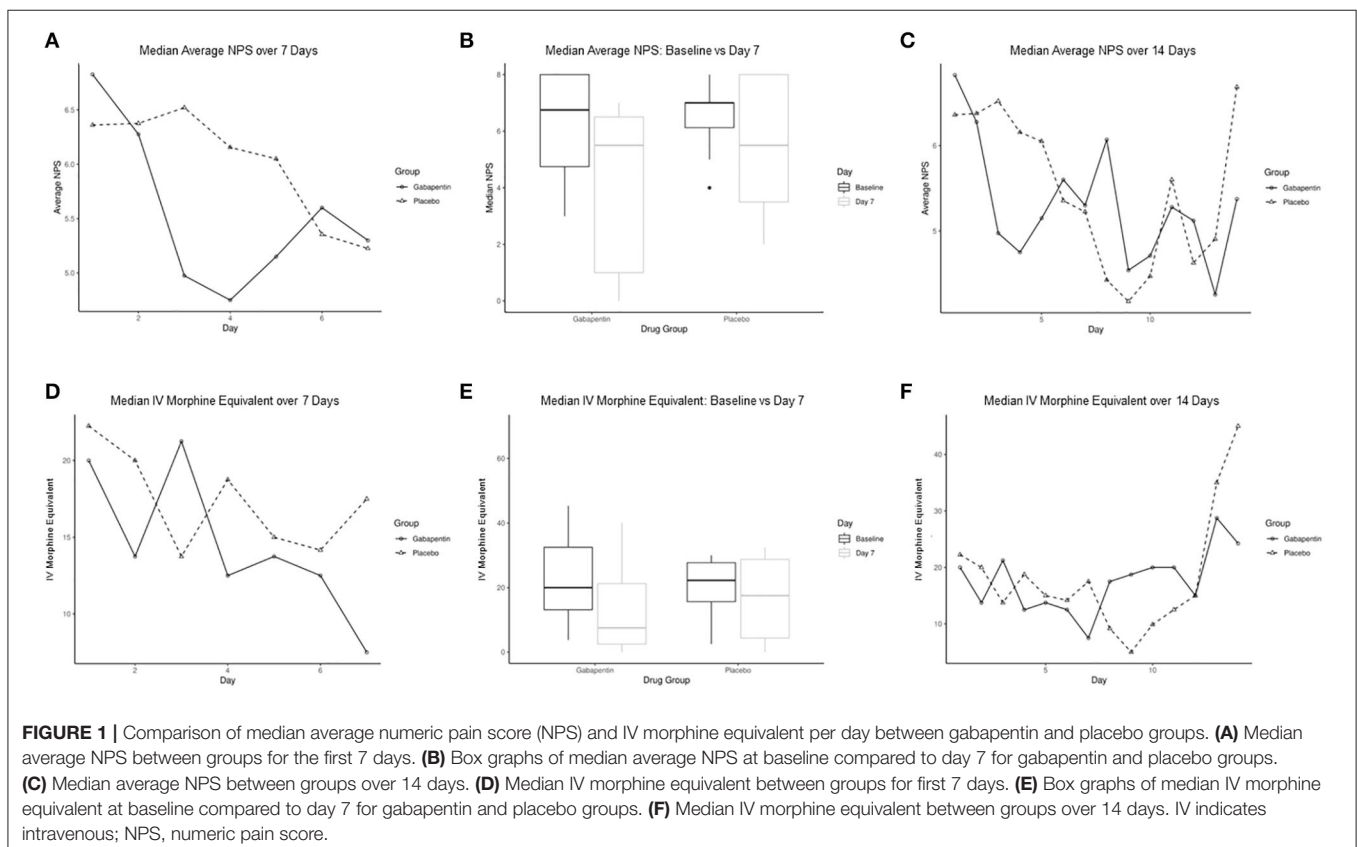 A
Median Average NPS over 7 Days
Average NPS
6.5
6.0
5.5
5.0
2
4
6
Day
Group
Gabapentin
Placebo
B
Median Average NPS: Baseline vs Day 7
Median NPS
8
6
4
2
0
Gabapentin
Placebo
Drug Group
Day
Baseline
Day 7
C
Median Average NPS over 14 Days
Average NPS
6
5
5
10
Day
Group
Gabapentin
Placebo
D
Median IV Morphine Equivalent over 7 Days
IV Morphine Equivalent
20
15
10
2
4
6
Day
Group
Gabapentin
Placebo
E
Median IV Morphine Equivalent: Baseline vs Day 7
IV Morphine Equivalent
60
40
20
0
Gabapentin
Placebo
Drug Group
Day
Baseline
Day 7
F
Median IV Morphine Equivalent over 14 Days
IV Morphine Equivalent
40
30
20
10
5
10
Day
Group
Gabapentin
Placebo
FIGURE 1 | Comparison of median average numeric pain score (NPS) and IV morphine equivalent per day between gabapentin and placebo groups. (A) Median
average NPS between groups for the first 7 days. (B) Box graphs of median average NPS at baseline compared to day 7 for gabapentin and placebo groups.
(C) Median average NPS between groups over 14 days. (D) Median IV morphine equivalent between groups for first 7 days. (E) Box graphs of median IV morphine
equivalent at baseline compared to day 7 for gabapentin and placebo groups. (F) Median IV morphine equivalent between groups over 14 days. IV indicates
intravenous; NPS, numeric pain score.